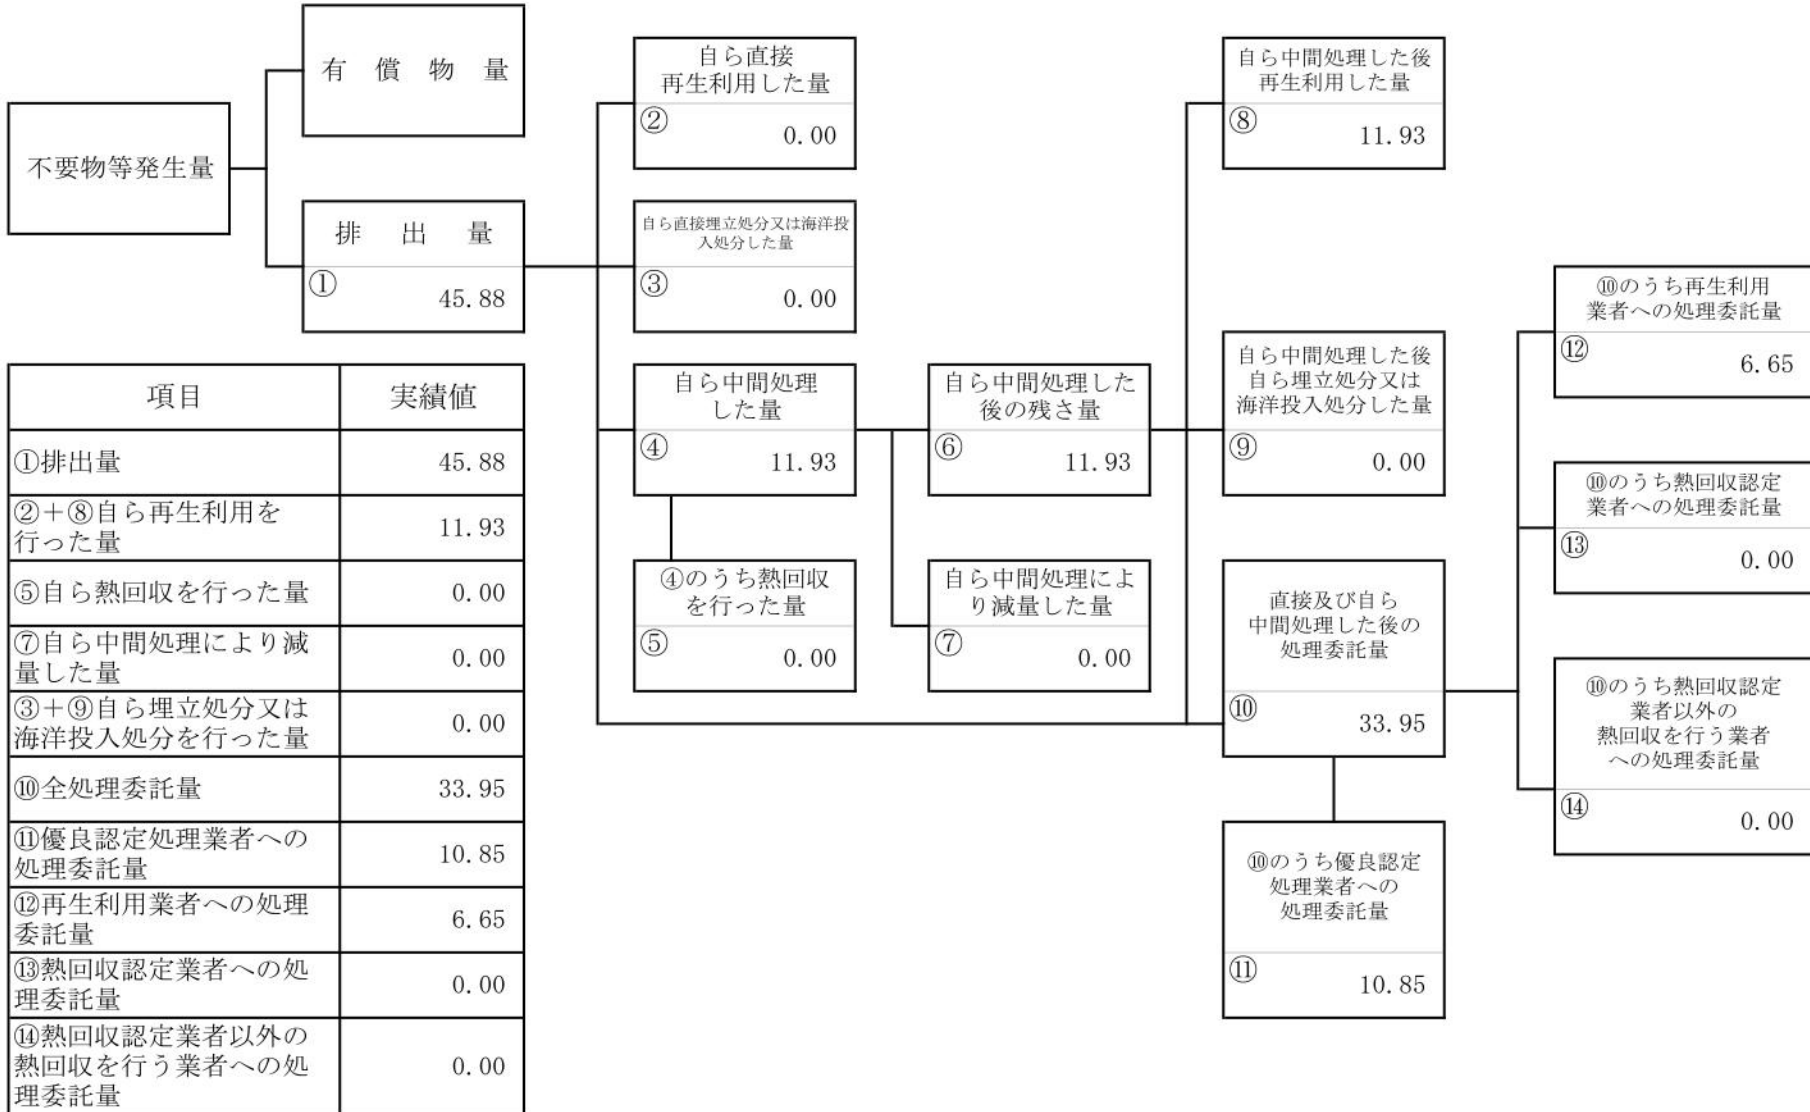 有償物量
不要物等発生量
排出量
①
45.88
自ら直接
再生利用した量
②
0.00
自ら直接埋立処分又は海洋投
入処分した量
③
0.00
自ら中間処理
した量
④
11.93
④のうち熱回収
を行った量
⑤
0.00
自ら中間処理した
後の残さ量
⑥
11.93
自ら中間処理によ
り減量した量
⑦
0.00
自ら中間処理した後
再生利用した量
⑧
11.93
自ら中間処理した後
自ら埋立処分又は
海洋投入処分した量
⑨
0.00
直接及び自ら
中間処理した後の
処理委託量
⑩
33.95
⑩のうち優良認定
処理業者への
処理委託量
⑪
10.85
⑩のうち再生利用
業者への処理委託量
⑫
6.65
⑩のうち熱回収認定
業者への処理委託量
⑬
0.00
⑩のうち熱回収認定
業者以外の
熱回収を行う業者
への処理委託量
⑭
0.00
項目 実績値
①排出量 45.88
②＋⑧自ら再生利用を
行った量 11.93
⑤自ら熱回収を行った量 0.00
⑦自ら中間処理により減
量した量 0.00
③＋⑨自ら埋立処分又は
海洋投入処分を行った量 0.00
⑩全処理委託量 33.95
⑪優良認定処理業者への
処理委託量 10.85
⑫再生利用業者への処理
委託量 6.65
⑬熱回収認定業者への処
理委託量 0.00
⑭熱回収認定業者以外の
熱回収を行う業者への処
理委託量 0.00